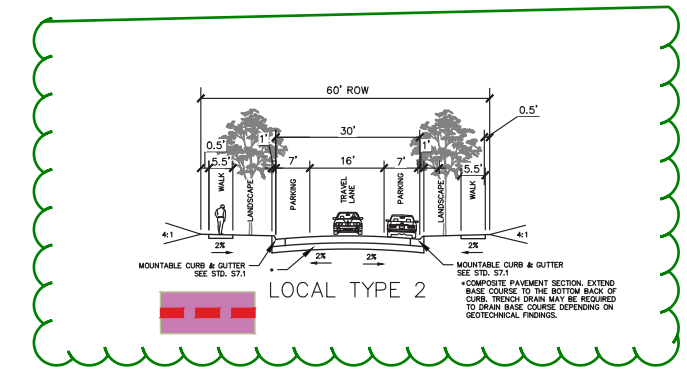 60' ROW
0.5'
30'
0.5'
1'
1'
5.5'
7'
16'
7'
5.5'
WALK
LANDSCAPE
PARKING
TRAVEL
LANE
PARKING
LANDSCAPE
WALK
4:1
4:1
2%
2%
MOUNTABLE CURB & GUTTER
SEE STD. S7.1
*
2%
2%
MOUNTABLE CURB & GUTTER
SEE STD. S7.1
LOCAL TYPE 2
*COMPOSITE PAVEMENT SECTION. EXTEND
BASE COURSE TO THE BOTTOM BACK OF
CURB. TRENCH DRAIN MAY BE REQUIRED
TO DRAIN BASE COURSE DEPENDING ON
GEOTECHNICAL FINDINGS.